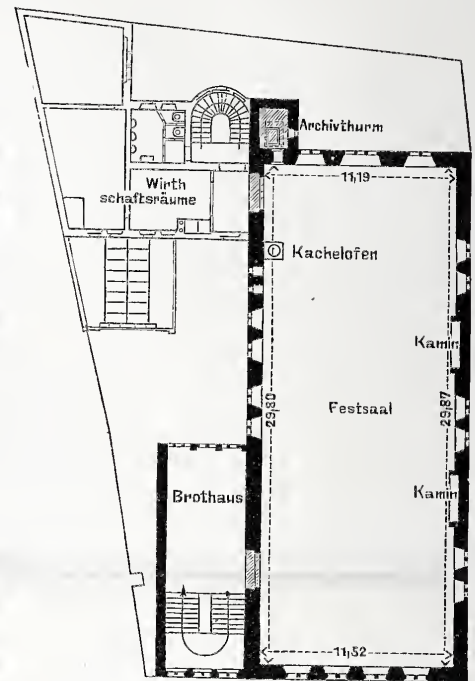 Archivthurm
11,19
Wirth
schaftsräume
Kachelofen
Kamin
29,80
Festsaal
29,87
Kamin
Brothaus
11,52